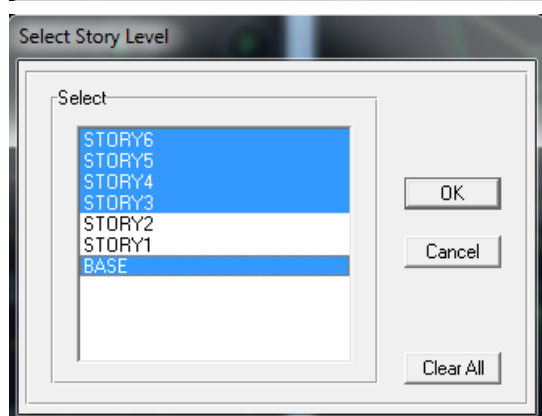 Select Story Level
Select
STORY6
STORY5
STORY4
STORY3
STORY2
STORY1
BASE
OK
Cancel
Clear All